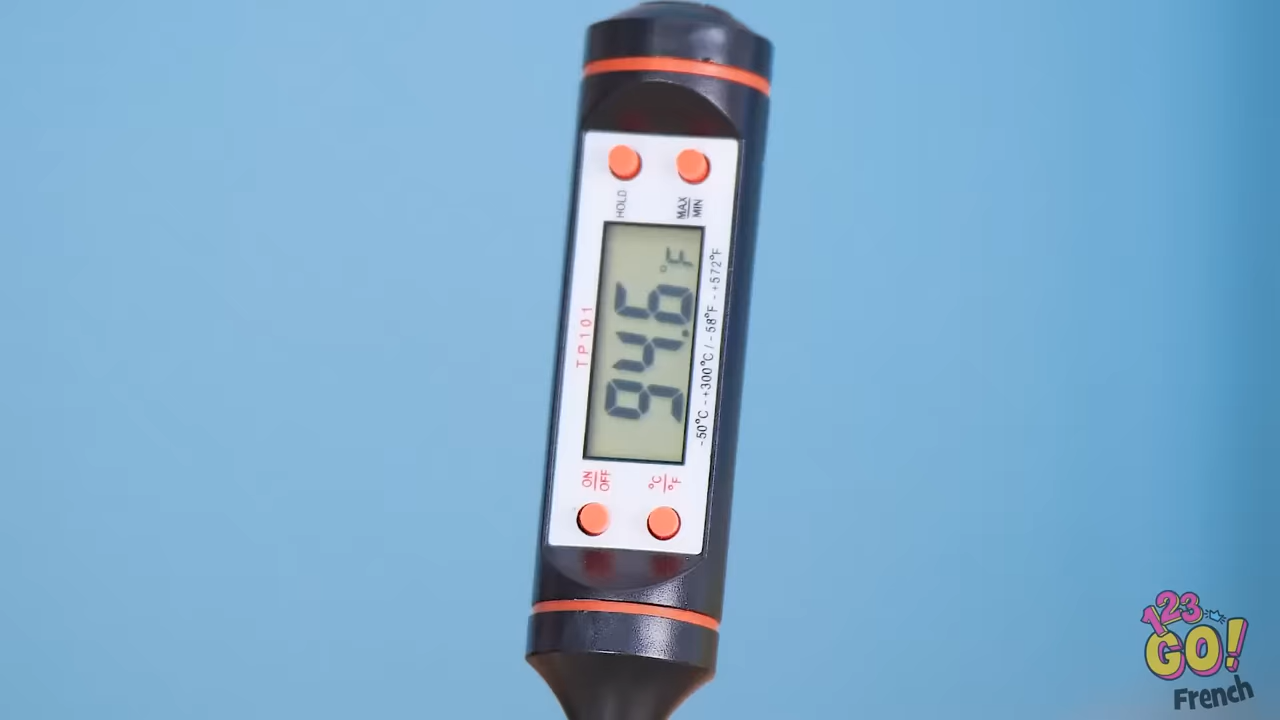 HOLD
MAX
MIN
TP101
94.6 °F
-50°C - +300°C / -58°F - +572°F
ON
OFF
°C
°F
123
GO!
French